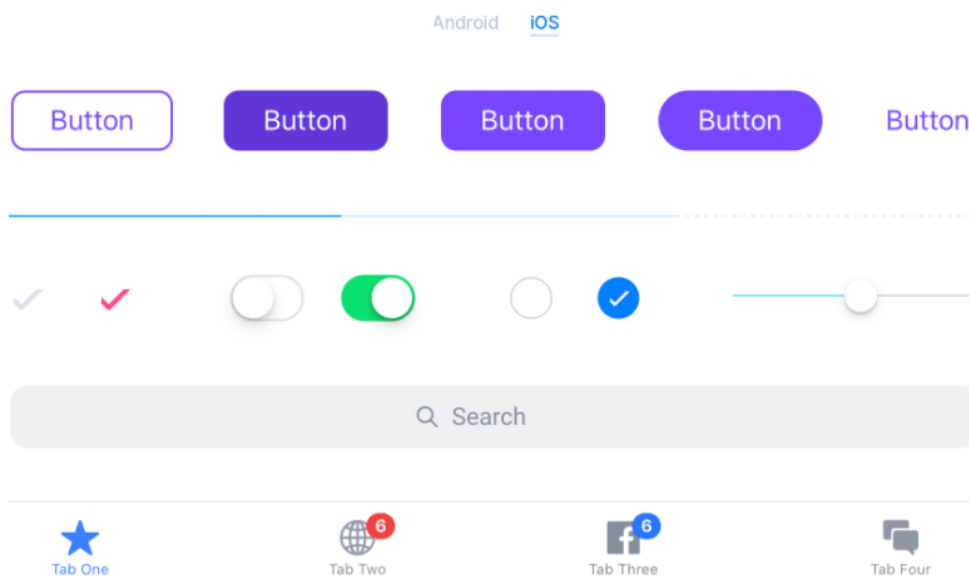 Android iOS
Button Button Button Button Button
Search
6 6
Tab One Tab Two Tab Three Tab Four